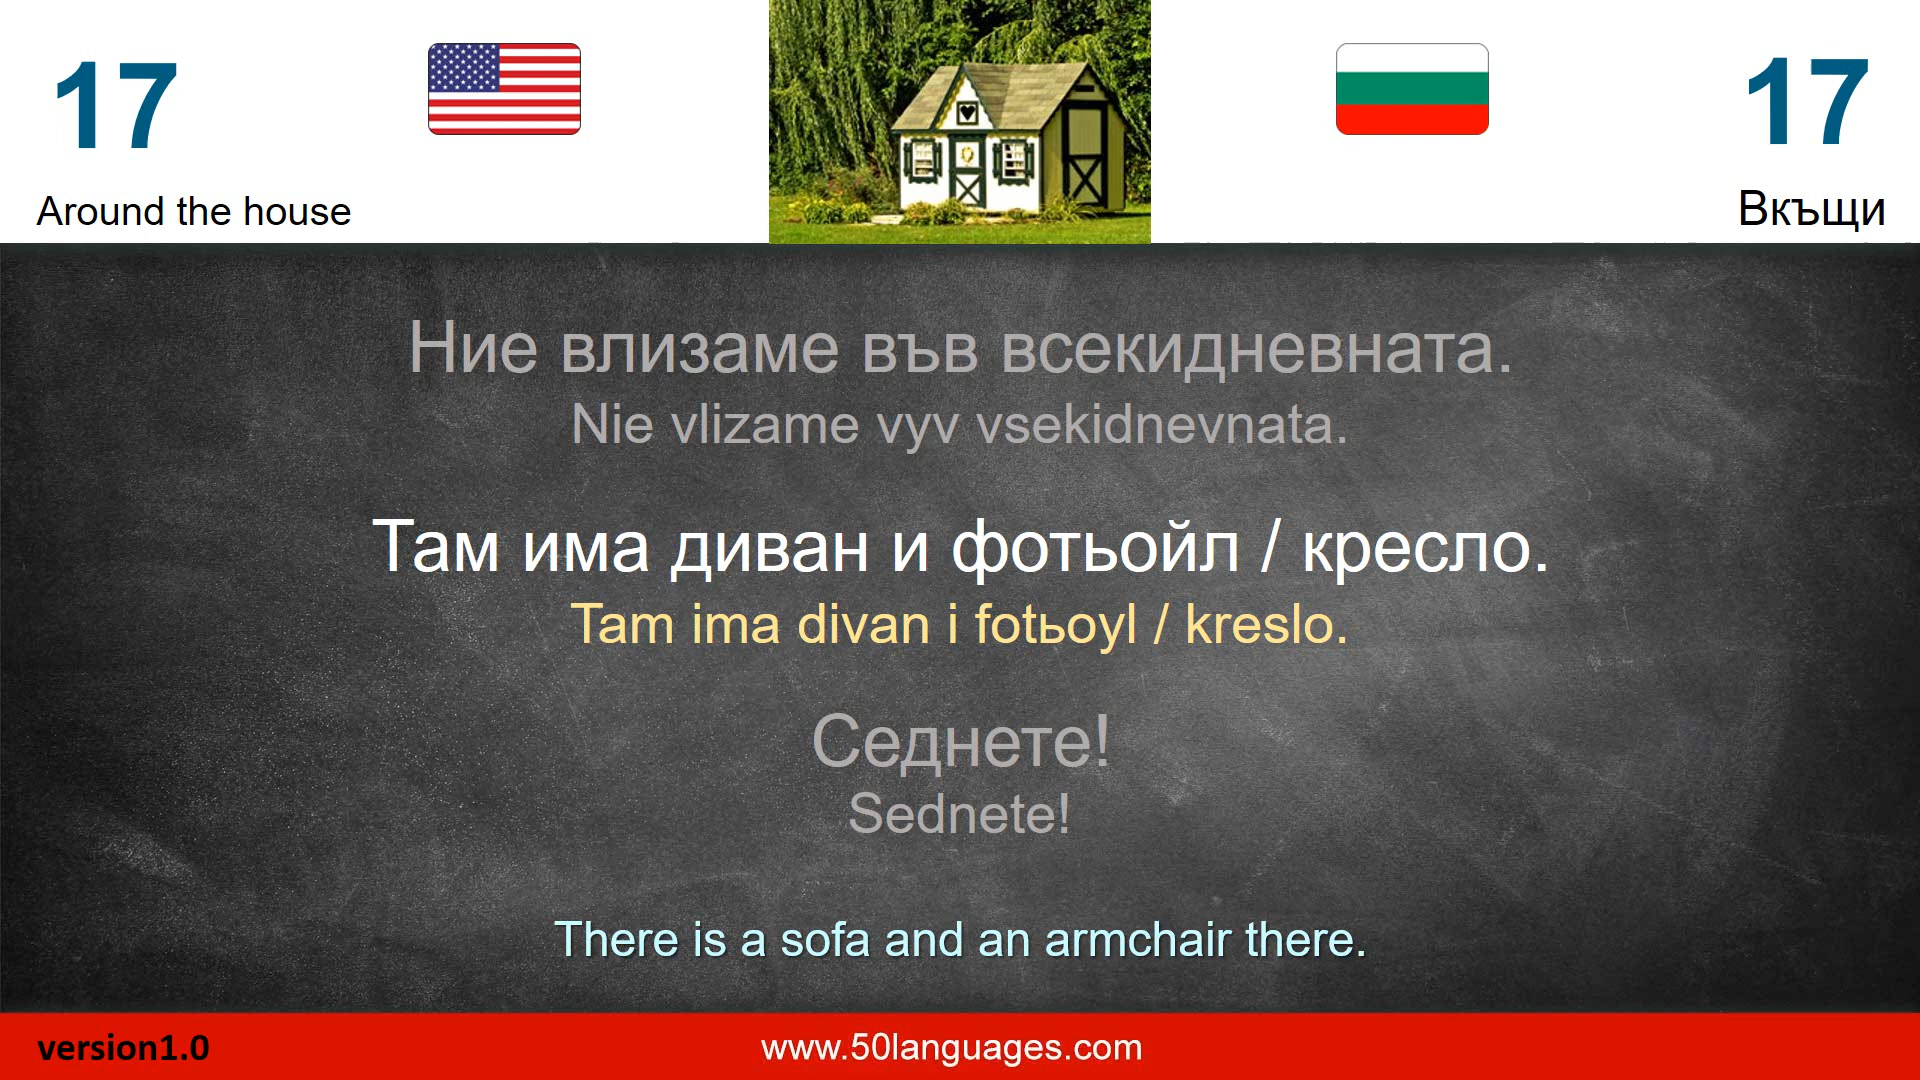 17
17
Around the house
Вкъщи
Ние влизаме във всекидневната.
Nie vlizame vyv vsekidnevnata.
Там има диван и фотьойл / кресло.
Tam ima divan i fotьoyl / kreslo.
Седнете!
Sednete!
There is a sofa and an armchair there.
version1.0
www.50languages.com